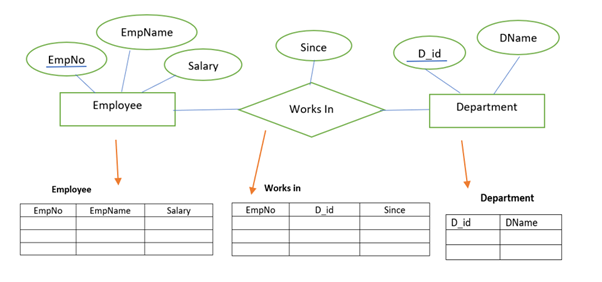 EmpName
EmpNo
Salary
Since
D_id
DName
Employee
Works In
Department
Employee
EmpNo EmpName Salary
Works in
EmpNo D_id Since
Department
D_id DName